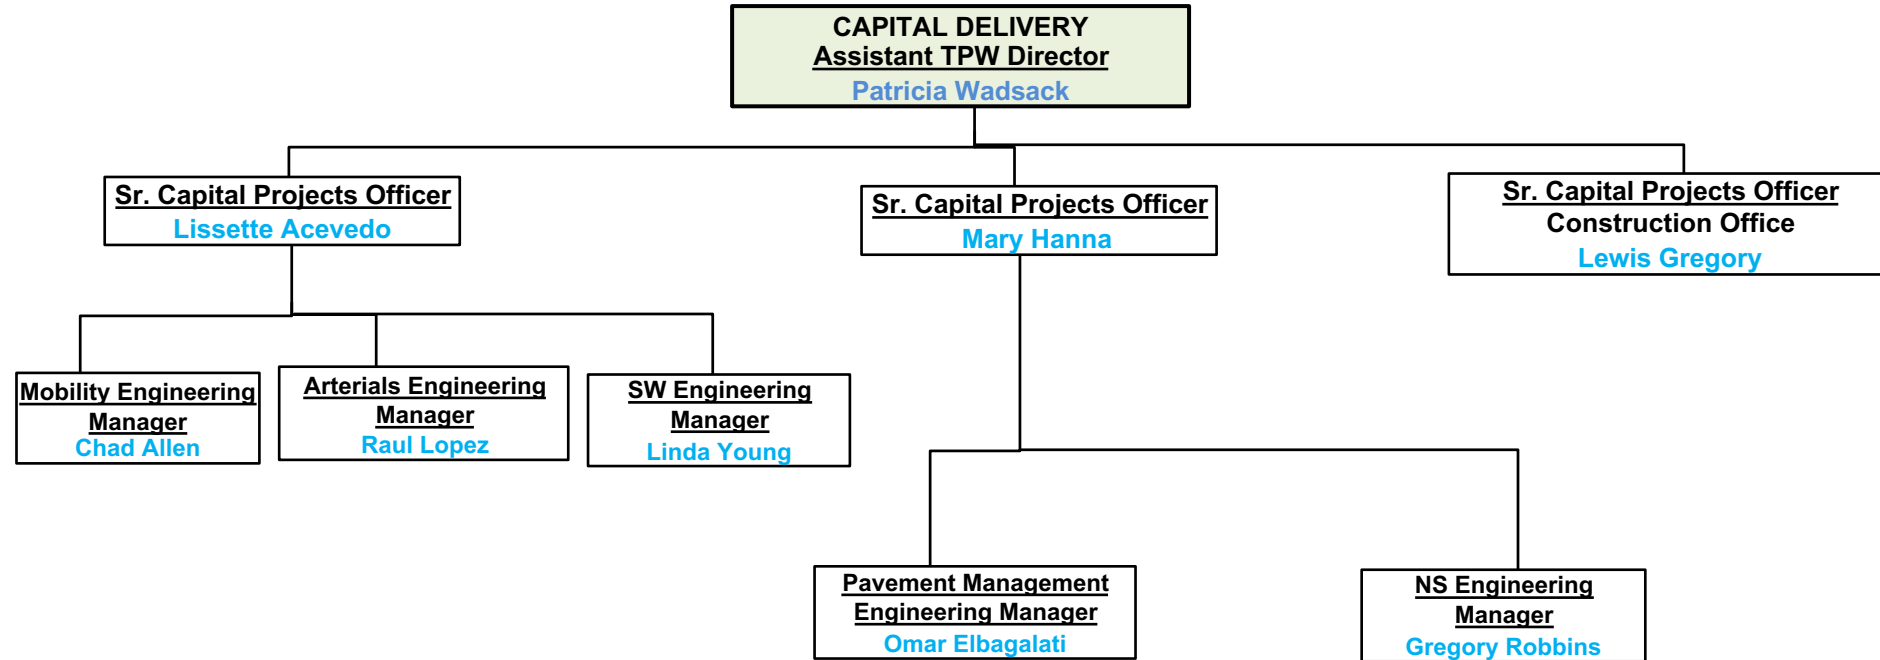 CAPITAL DELIVERY
Assistant TPW Director
Patricia Wadsack
Sr. Capital Projects Officer
Lissette Acevedo
Sr. Capital Projects Officer
Mary Hanna
Sr. Capital Projects Officer
Construction Office
Lewis Gregory
Mobility Engineering
Manager
Chad Allen
Arterials Engineering
Manager
Raul Lopez
SW Engineering
Manager
Linda Young
Pavement Management
Engineering Manager
Omar Elbagalati
NS Engineering
Manager
Gregory Robbins